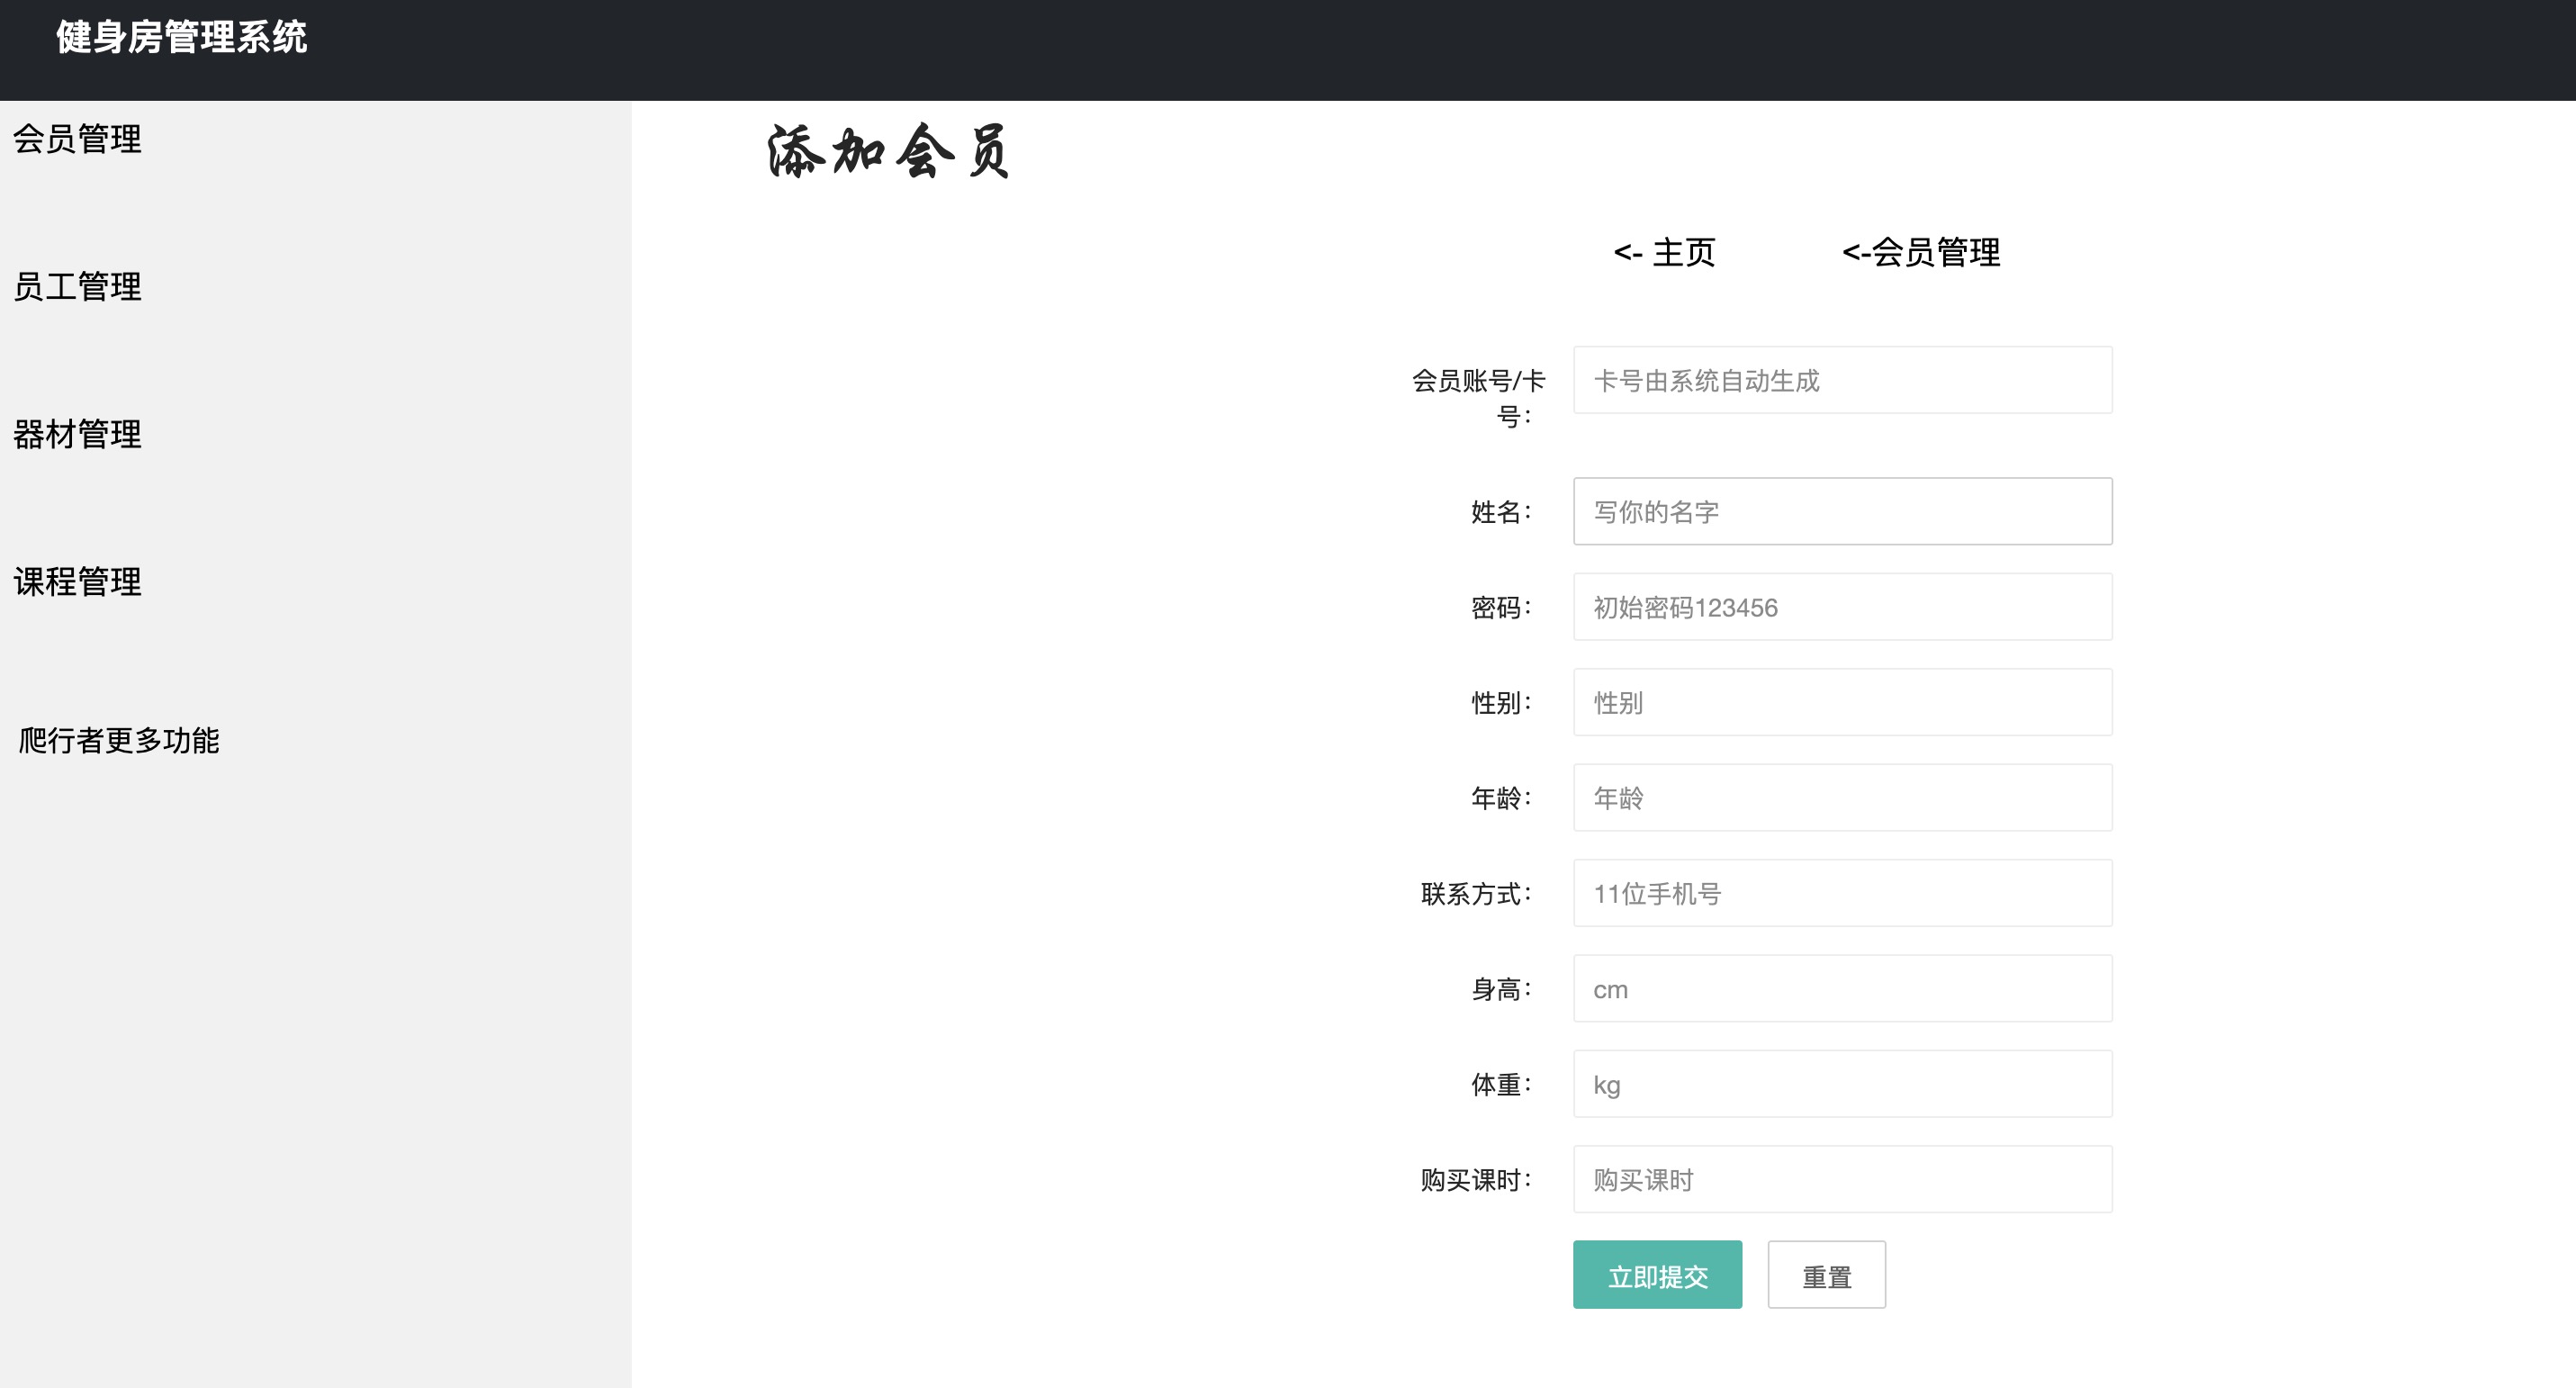 健身房管理系统
会员管理
员工管理
器材管理
课程管理
爬行者更多功能
添加会员
<- 主页
<-会员管理
会员账号/卡
号：
卡号由系统自动生成
姓名：
写你的名字
密码：
初始密码123456
性别：
性别
年龄：
年龄
联系方式：
11位手机号
身高：
cm
体重：
kg
购买课时：
购买课时
立即提交
重置